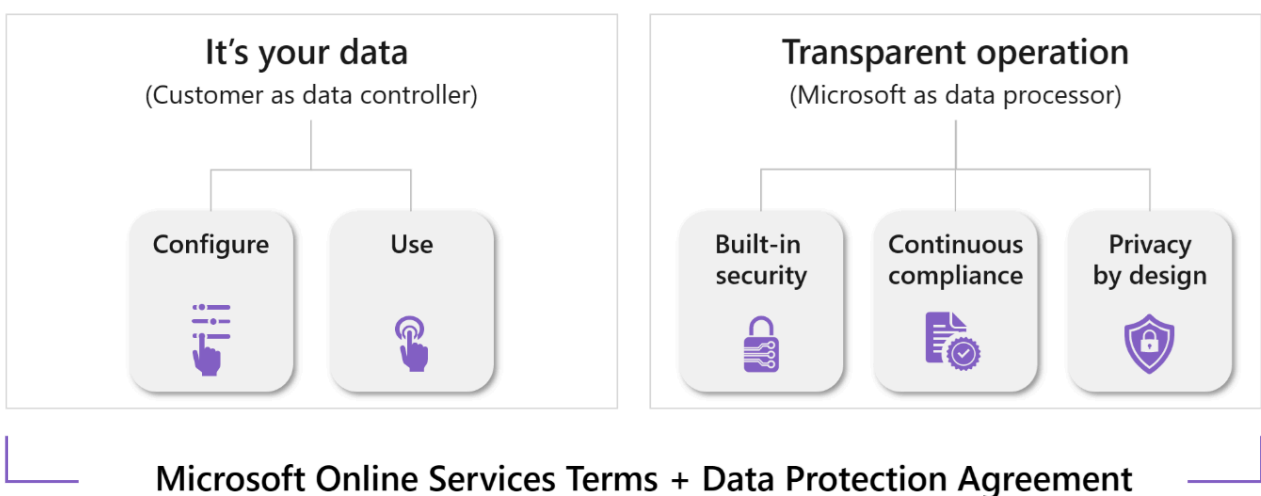 It's your data
(Customer as data controller)
Configure
Use
Transparent operation
(Microsoft as data processor)
Built-in
security
Continuous
compliance
Privacy
by design
Microsoft Online Services Terms + Data Protection Agreement